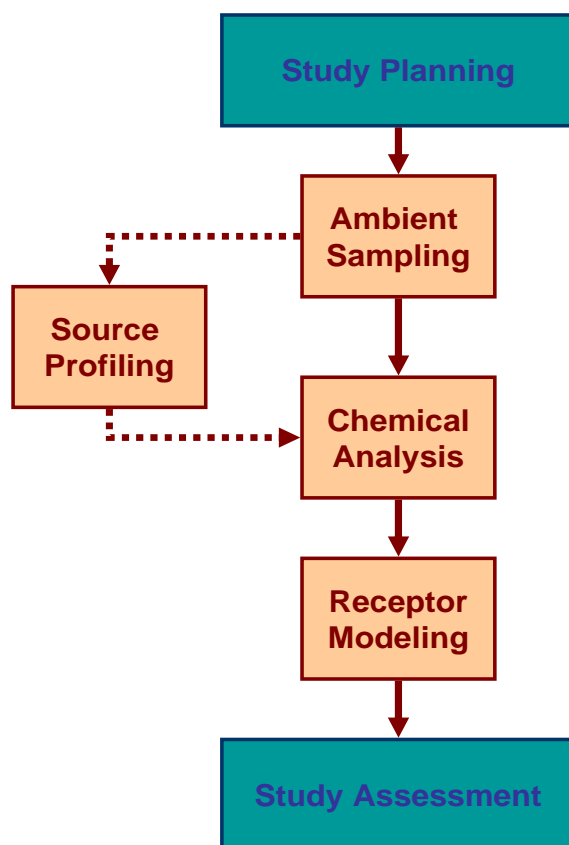 Study Planning
Ambient
Sampling
Source
Profiling
Chemical
Analysis
Receptor
Modeling
Study Assessment